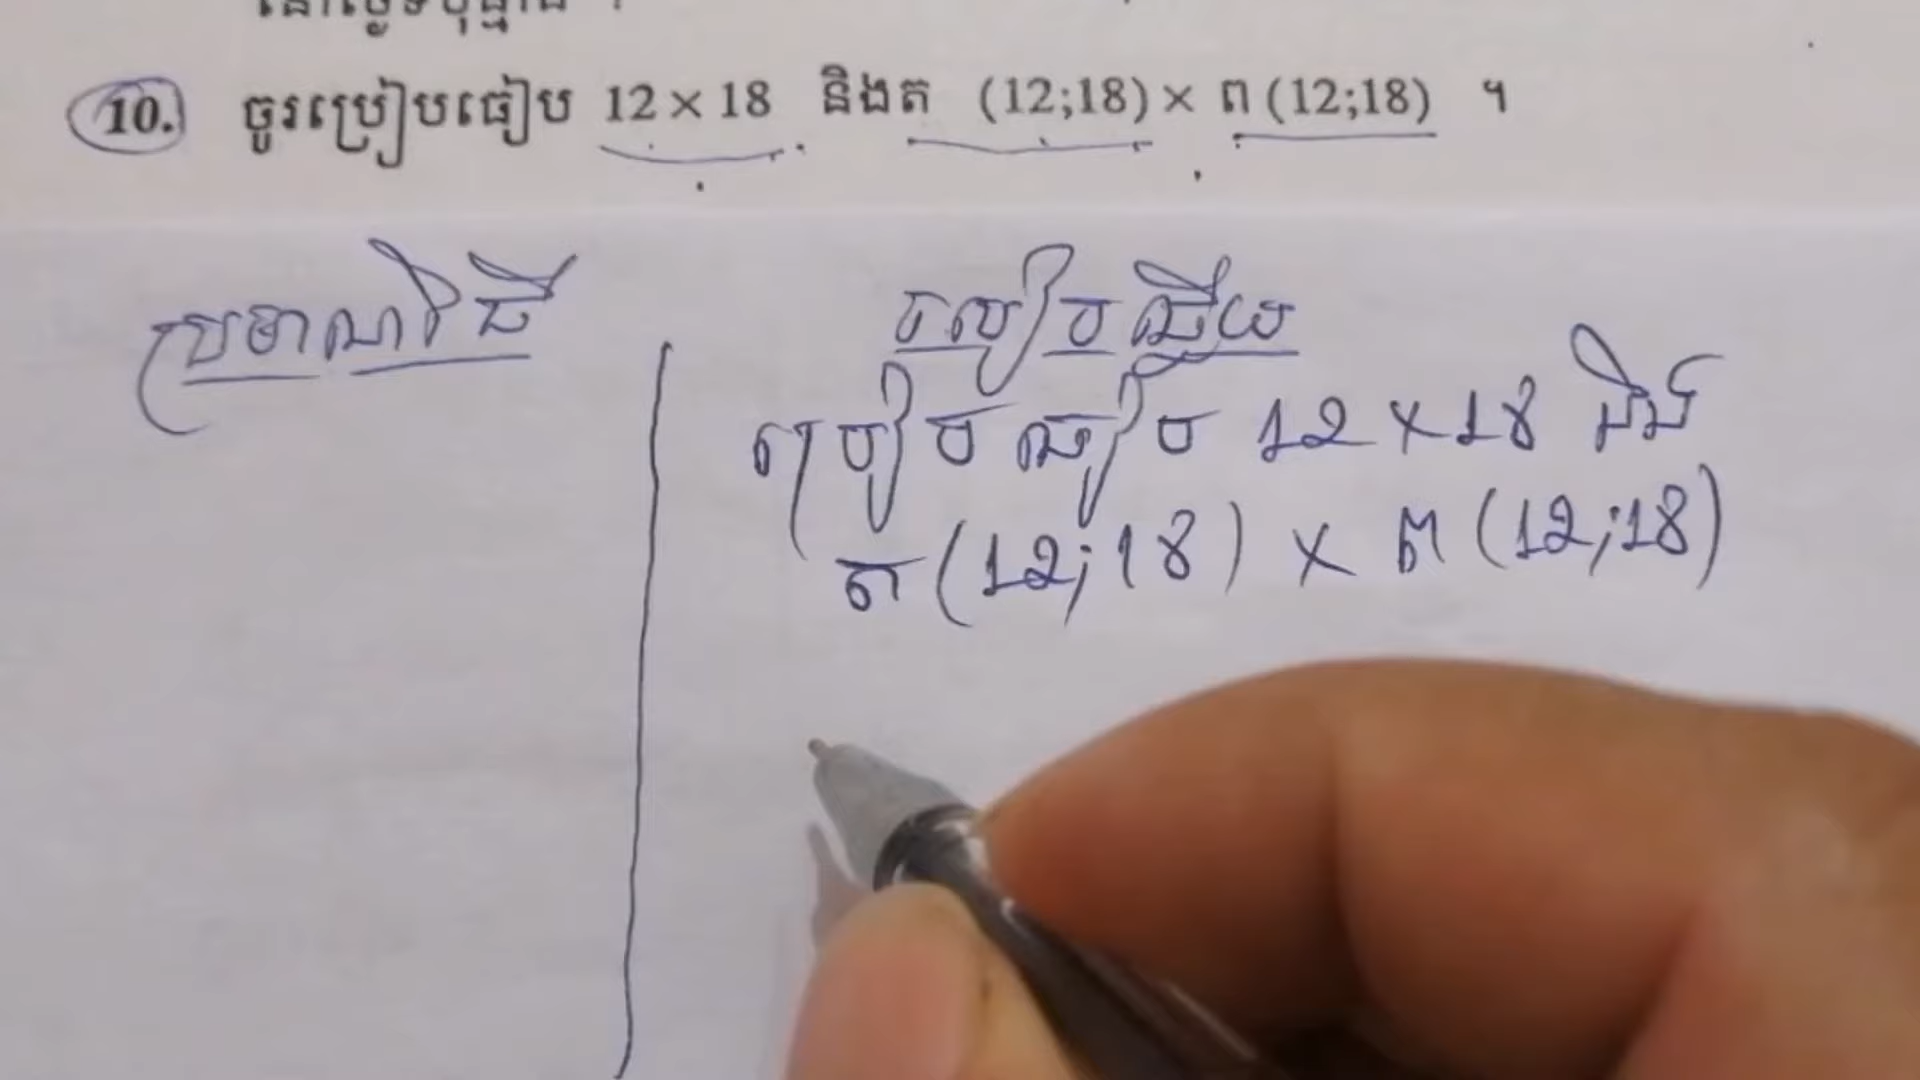 10. ចូរប្រៀបធៀប 12 × 18 និងត (12;18) × ព (12;18) ។
ប្រមាណវិធី
ចម្លើយ
ប្រៀបធៀប 12 × 18 និង
ត (12;18) × ព (12;18)